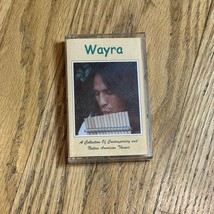 Wayra
A Collection Of Contemporary and
Native American Themes